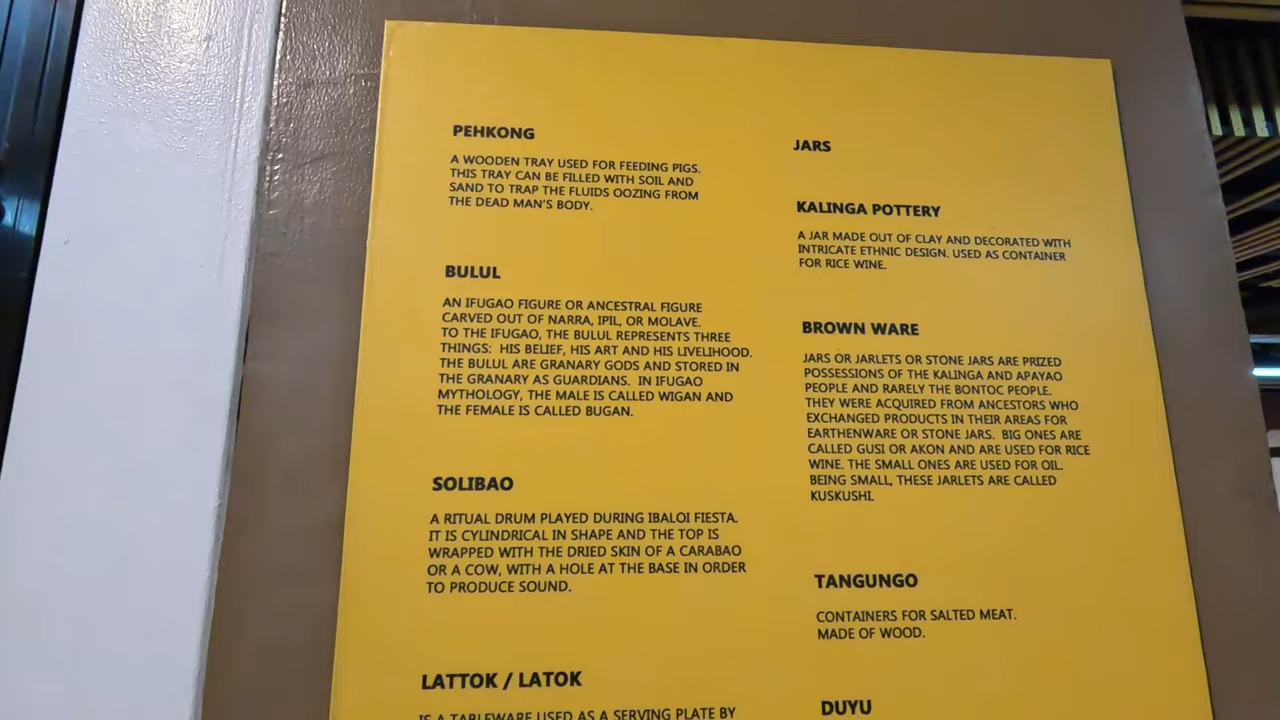 PEHKONG
A WOODEN TRAY USED FOR FEEDING PIGS.
THIS TRAY CAN BE FILLED WITH SOIL AND
SAND TO TRAP THE FLUIDS OOZING FROM
THE DEAD MAN'S BODY.
BULUL
AN IFUGAO FIGURE OR ANCESTRAL FIGURE
CARVED OUT OF NARRA, IPIL, OR MOLAVE.
TO THE IFUGAO, THE BULUL REPRESENTS THREE
THINGS: HIS BELIEF, HIS ART AND HIS LIVELIHOOD.
THE BULUL ARE GRANARY GODS AND STORED IN
THE GRANARY AS GUARDIANS. IN IFUGAO
MYTHOLOGY, THE MALE IS CALLED WIGAN AND
THE FEMALE IS CALLED BUGAN.
SOLIBAO
A RITUAL DRUM PLAYED DURING IBALOI FIESTA.
IT IS CYLINDRICAL IN SHAPE AND THE TOP IS
WRAPPED WITH THE DRIED SKIN OF A CARABAO
OR A COW, WITH A HOLE AT THE BASE IN ORDER
TO PRODUCE SOUND.
LATTOK / LATOK
IS A TABLEWARE USED AS A SERVING PLATE BY
JARS
KALINGA POTTERY
A JAR MADE OUT OF CLAY AND DECORATED WITH
INTRICATE ETHNIC DESIGN. USED AS CONTAINER
FOR RICE WINE.
BROWN WARE
JARS OR JARLETS OR STONE JARS ARE PRIZED
POSSESSIONS OF THE KALINGA AND APAYAO
PEOPLE AND RARELY THE BONTOC PEOPLE.
THEY WERE ACQUIRED FROM ANCESTORS WHO
EXCHANGED PRODUCTS IN THEIR AREAS FOR
EARTHENWARE OR STONE JARS. BIG ONES ARE
CALLED GUSI OR AKON AND ARE USED FOR RICE
WINE. THE SMALL ONES ARE USED FOR OIL.
BEING SMALL, THESE JARLETS ARE CALLED
KUSKUSHI.
TANGUNGO
CONTAINERS FOR SALTED MEAT.
MADE OF WOOD.
DUYU